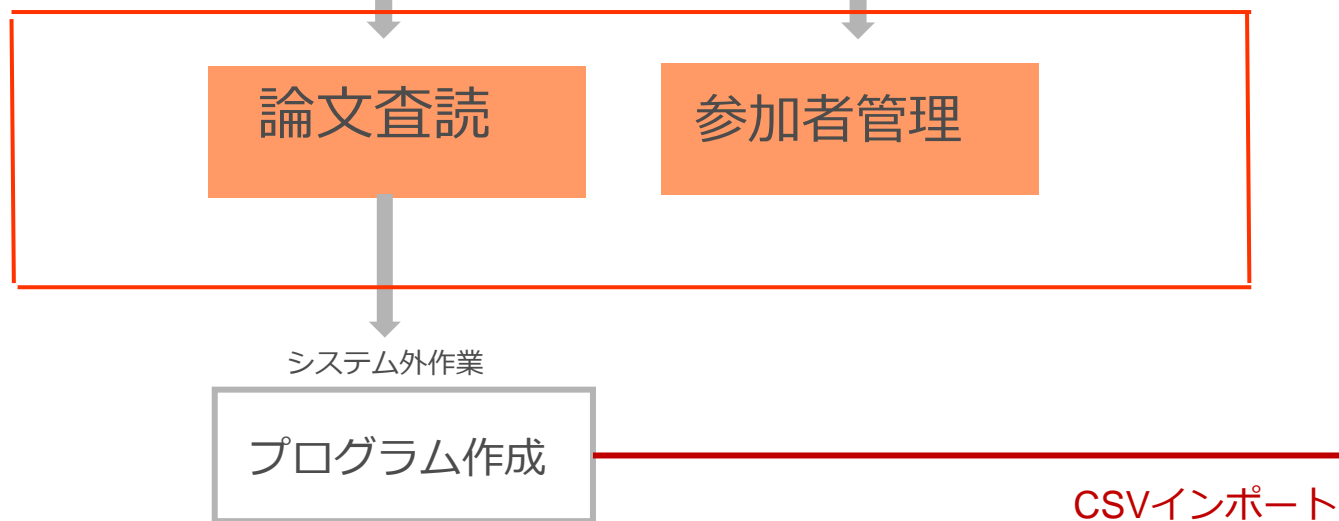 論文査読
参加者管理
システム外作業
プログラム作成
CSVインポート